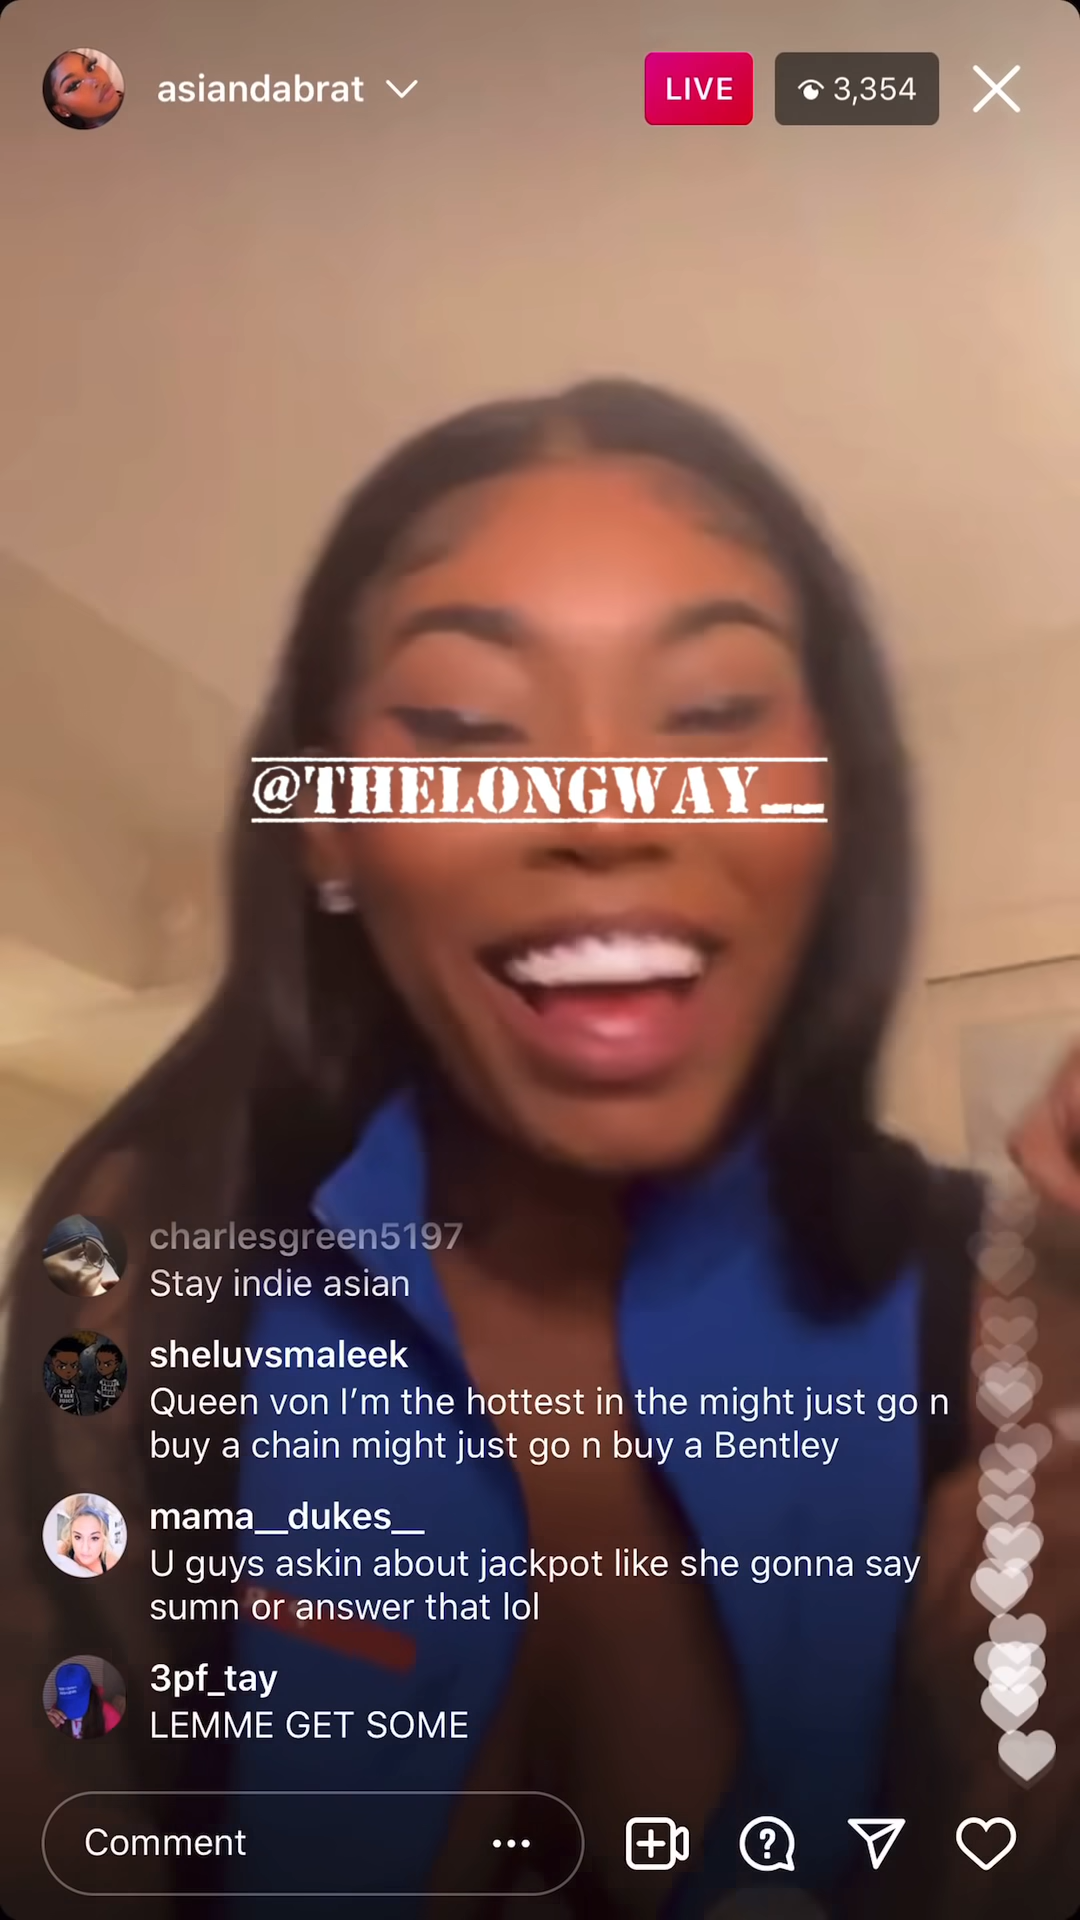 asiandabrat
LIVE
3,354
@THELONGWAY__
charlesgreen5197
Stay indie asian
sheluvsmaleek
Queen von I’m the hottest in the might just go n
buy a chain might just go n buy a Bentley
mama__dukes__
U guys askin about jackpot like she gonna say
sumn or answer that lol
3pf_tay
LEMME GET SOME
Comment